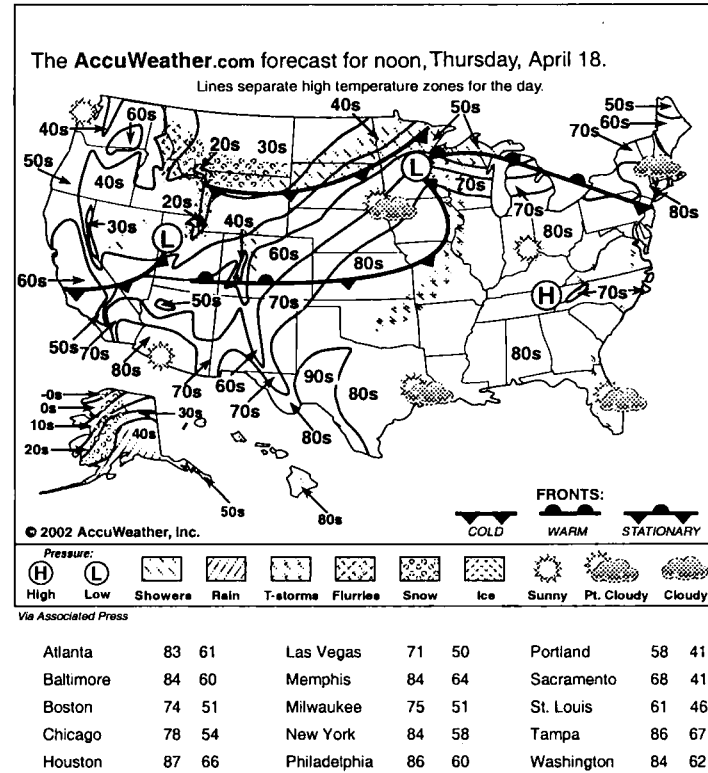 The AccuWeather.com forecast for noon, Thursday, April 18.
Lines separate high temperature zones for the day.
40s 50s 50s
60s 60s
40s 20s 30s 70s
50s
40s L 70s
20s 80s
30s 40s 70s
L 60s 80s
80s
60s H 70s
50s 70s
50s 70s 80s
80s 90s
70s 60s 80s
-0s 70s
0s 30s
10s 40s 80s
20s
50s 80s
FRONTS:
© 2002 AccuWeather, Inc. COLD WARM STATIONARY
Pressure:
H L
High Low Showers Rain T-storms Flurries Snow Ice Sunny Pt. Cloudy Cloudy
Via Associated Press
Atlanta 83 61 Las Vegas 71 50 Portland 58 41
Baltimore 84 60 Memphis 84 64 Sacramento 68 41
Boston 74 51 Milwaukee 75 51 St. Louis 61 46
Chicago 78 54 New York 84 58 Tampa 86 67
Houston 87 66 Philadelphia 86 60 Washington 84 62